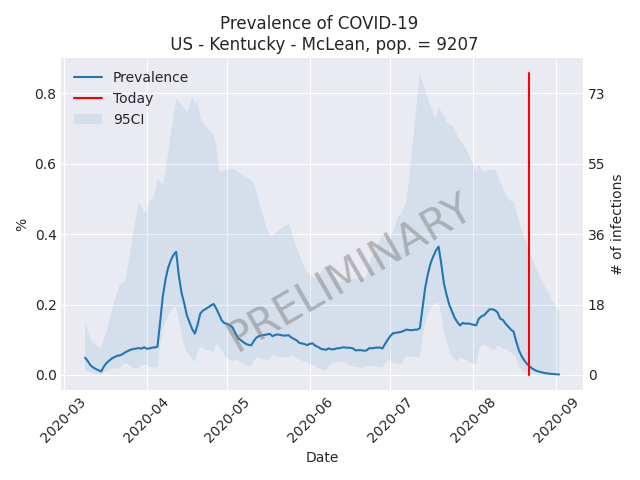 Prevalence of COVID-19
US - Kentucky - McLean, pop. = 9207
Prevalence
Today
95CI
PRELIMINARY
%
0.8
0.6
0.4
0.2
0.0
73
55
36
18
0
# of infections
2020-03
2020-04
2020-05
2020-06
2020-07
2020-08
2020-09
Date